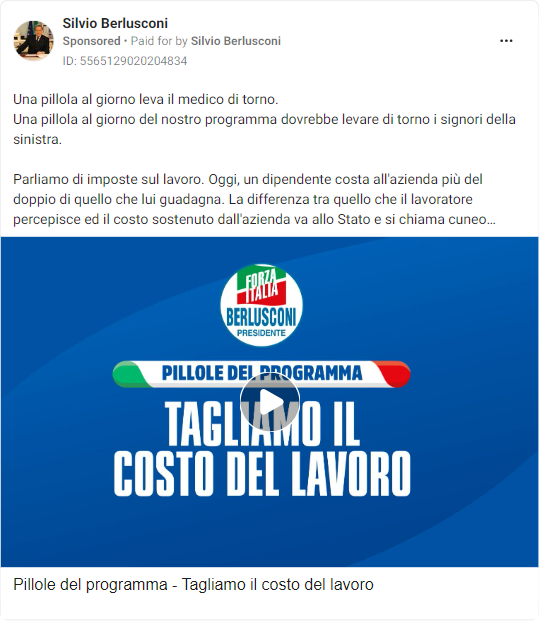 Silvio Berlusconi
Sponsored • Paid for by Silvio Berlusconi
ID: 5565129020204834
Una pillola al giorno leva il medico di torno.
Una pillola al giorno del nostro programma dovrebbe levare di torno i signori della
sinistra.
Parliamo di imposte sul lavoro. Oggi, un dipendente costa all'azienda più del
doppio di quello che lui guadagna. La differenza tra quello che il lavoratore
percepisce ed il costo sostenuto dall'azienda va allo Stato e si chiama cuneo...
FORZA
ITALIA
BERLUSCONI
PRESIDENTE
PILLOLE DEL PROGRAMMA
TAGLIAMO IL
COSTO DEL LAVORO
Pillole del programma - Tagliamo il costo del lavoro